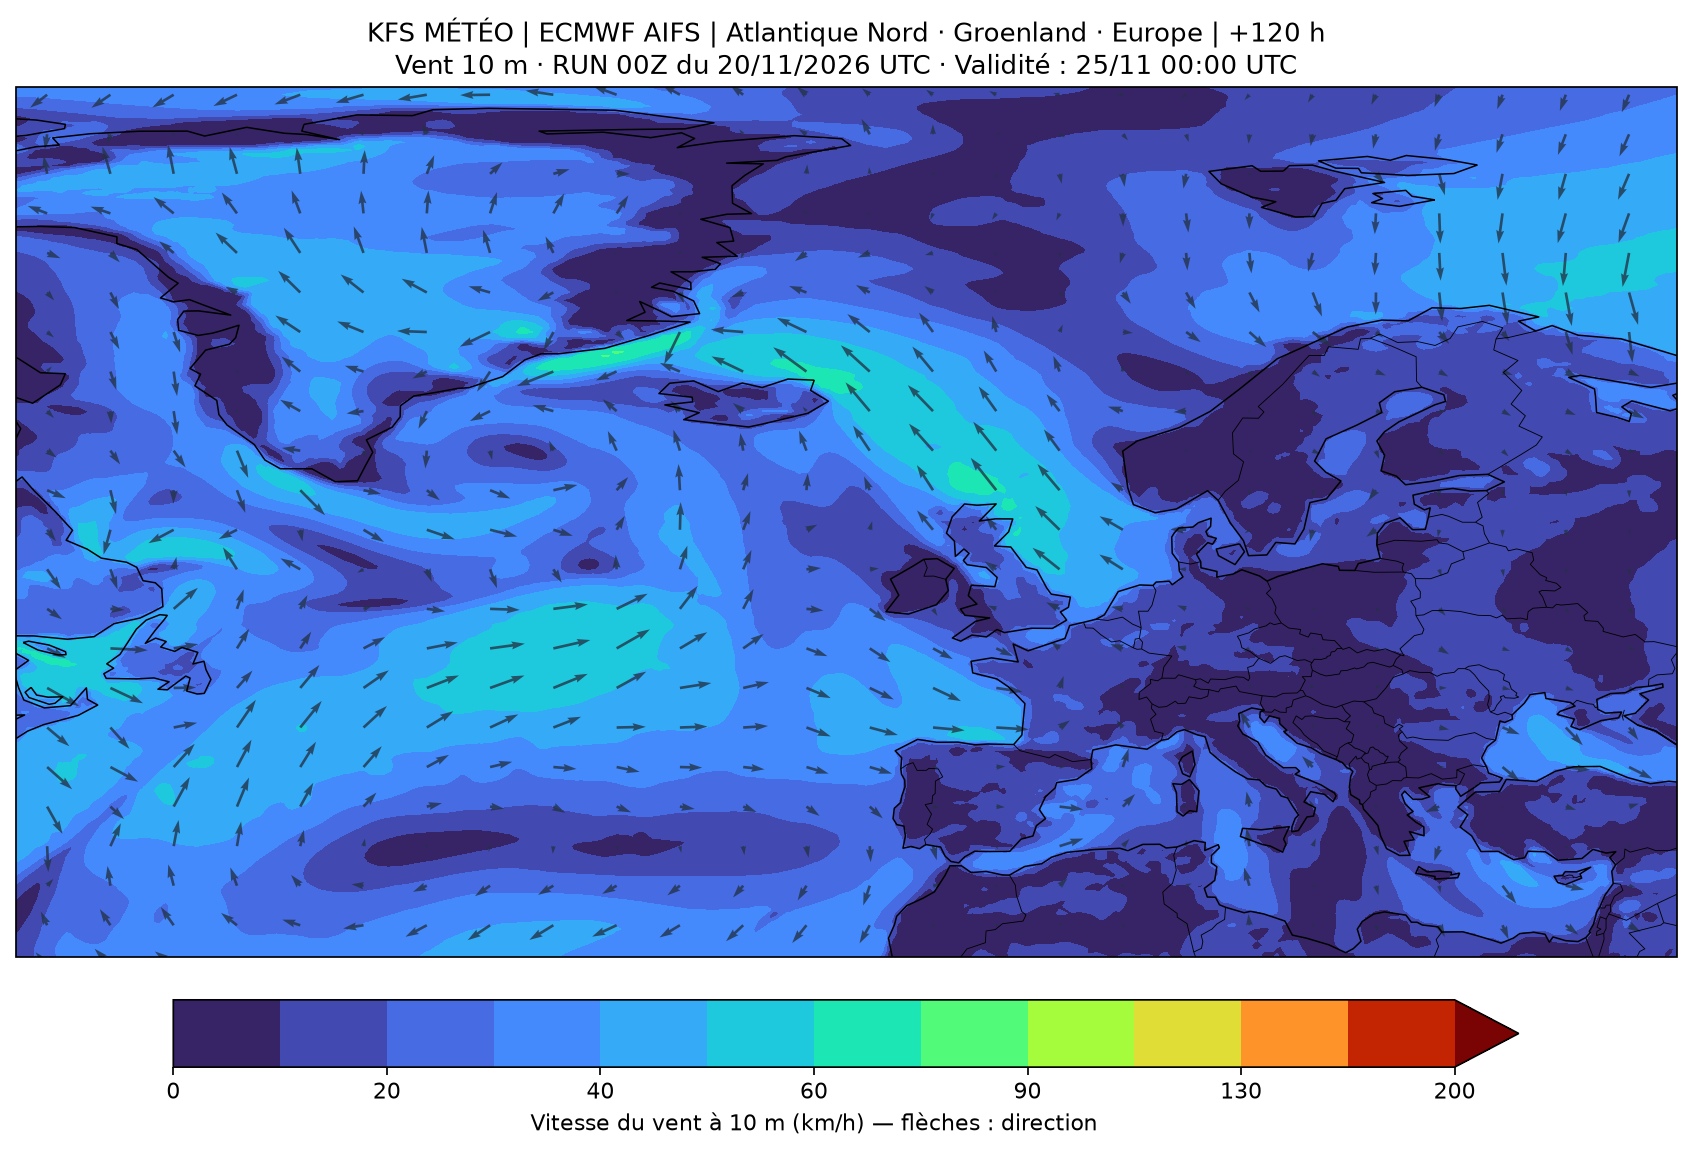 KFS MÉTÉO | ECMWF AIFS | Atlantique Nord · Groenland · Europe | +120 h
Vent 10 m · RUN 00Z du 20/11/2026 UTC · Validité : 25/11 00:00 UTC
0 20 40 60 90 130 200
Vitesse du vent à 10 m (km/h) — flèches : direction